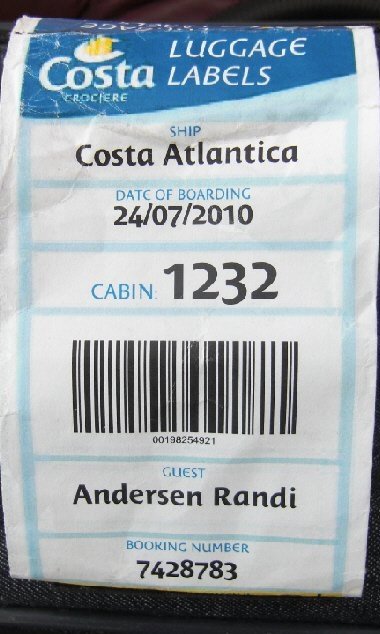 Costa
CROCIERE
LUGGAGE
LABELS
SHIP
Costa Atlantica
DATE OF BOARDING
24/07/2010
CABIN: 1232
00198254921
GUEST
Andersen Randi
BOOKING NUMBER
7428783